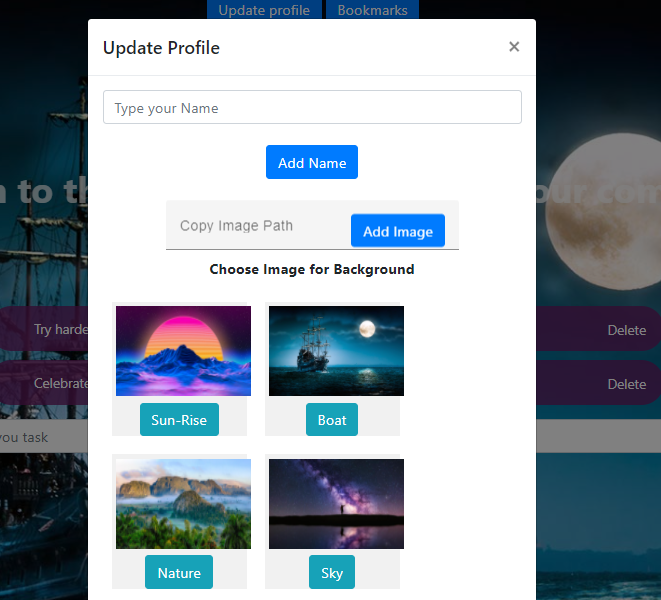 Update profile
Bookmarks
Update Profile
×
Type your Name
Add Name
Copy Image Path
Add Image
Choose Image for Background
Try harde
Delete
Sun-Rise
Boat
Celebrate
Delete
you task
Nature
Sky